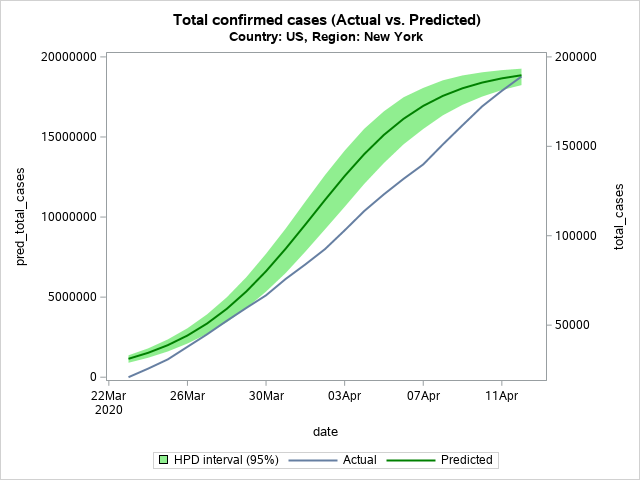 Total confirmed cases (Actual vs. Predicted)
Country: US, Region: New York
20000000
15000000
10000000
5000000
0
pred_total_cases
200000
150000
100000
50000
total_cases
22Mar 26Mar 30Mar 03Apr 07Apr 11Apr
2020
date
HPD interval (95%) Actual Predicted